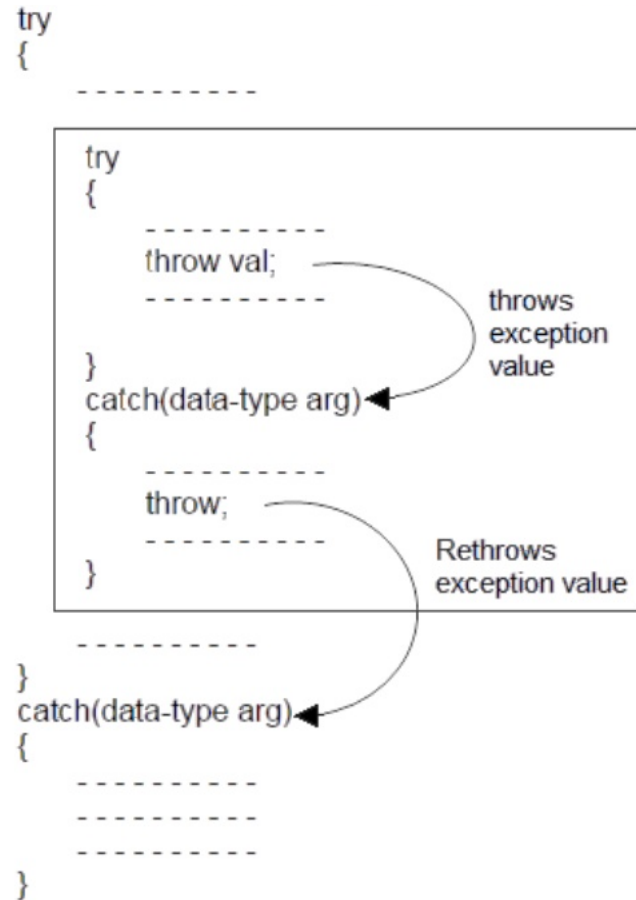 try
{
- - - - - - - - - -
try
{
- - - - - - - - - -
throw val;
- - - - - - - - - -
throws
exception
value
}
catch(data-type arg)
{
- - - - - - - - - -
throw;
- - - - - - - - - -
Rethrows
exception value
}
- - - - - - - - - -
}
catch(data-type arg)
{
- - - - - - - - - -
- - - - - - - - - -
- - - - - - - - - -
}